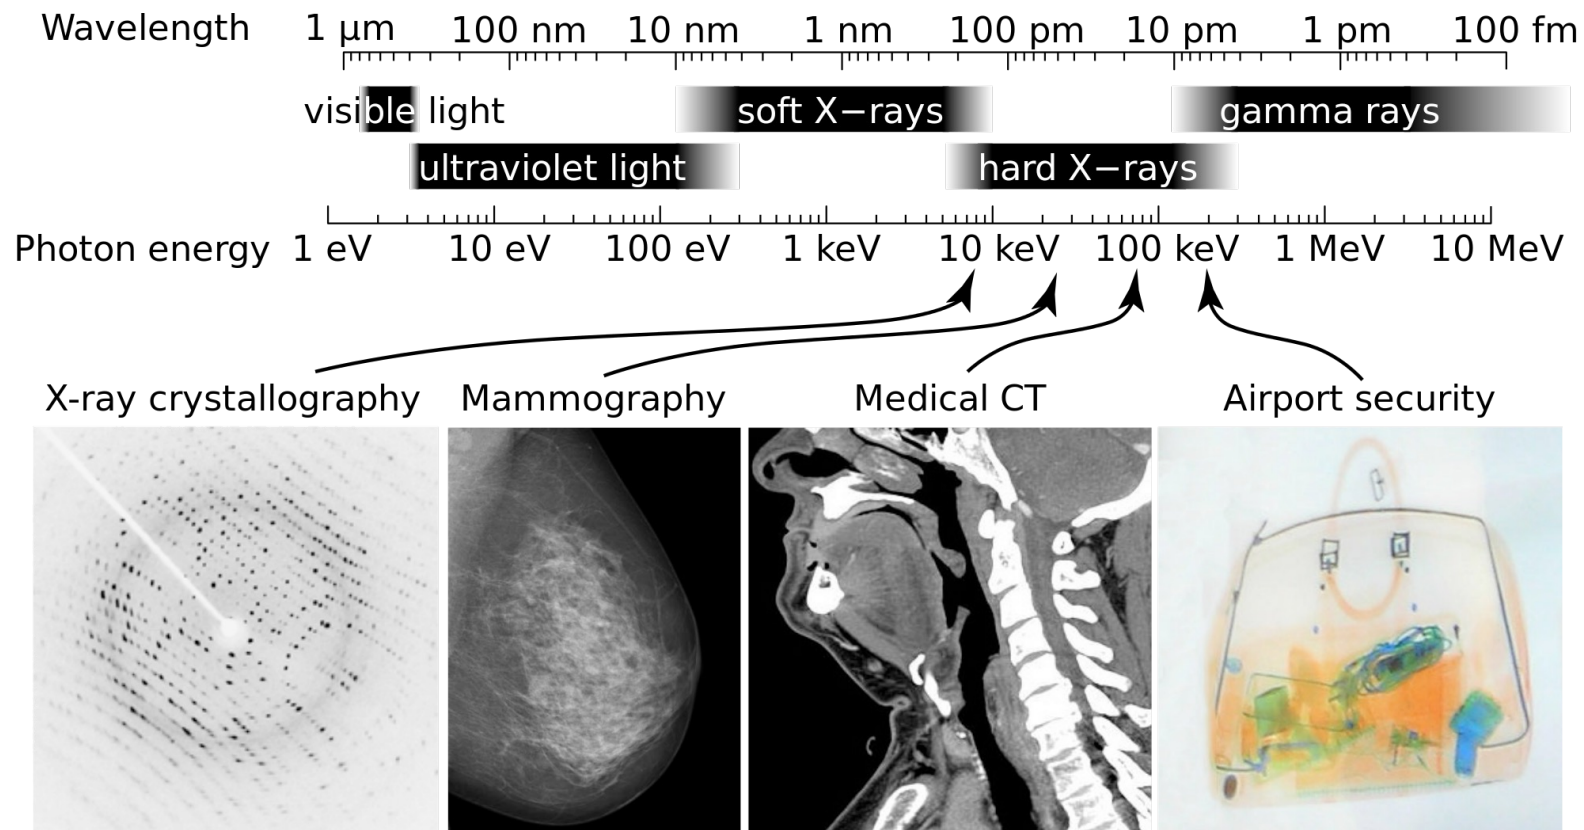 Wavelength 1 µm 100 nm 10 nm 1 nm 100 pm 10 pm 1 pm 100 fm
visible light soft X−rays gamma rays
ultraviolet light hard X−rays
Photon energy 1 eV 10 eV 100 eV 1 keV 10 keV 100 keV 1 MeV 10 MeV
X-ray crystallography Mammography Medical CT Airport security